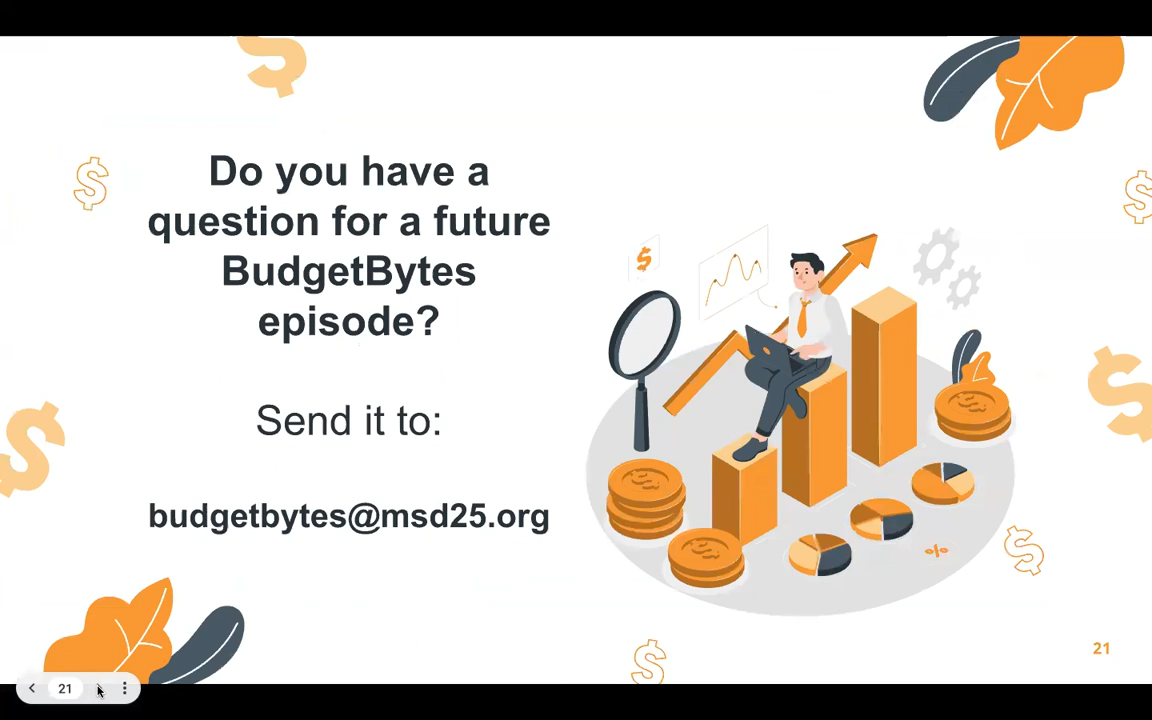 Do you have a
question for a future
BudgetBytes
episode?
Send it to:
budgetbytes@msd25.org
$
%
21
21